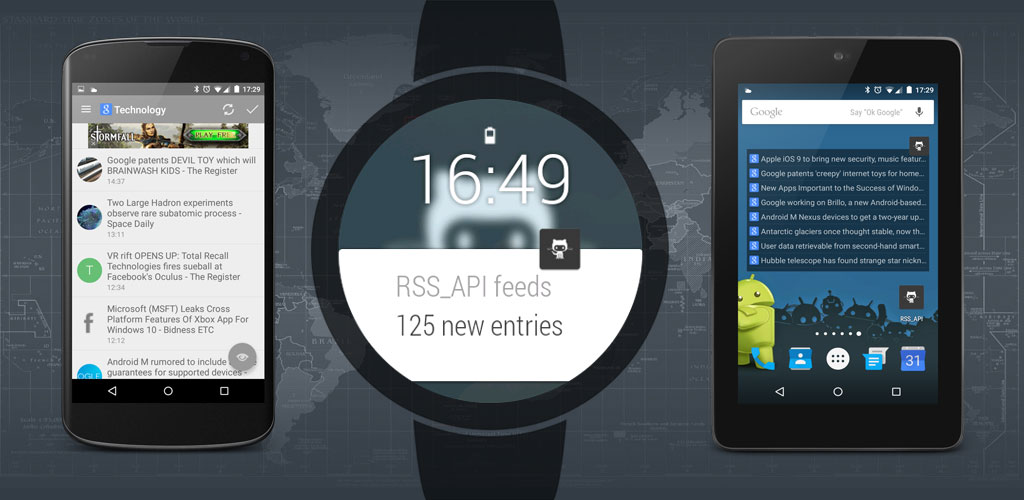 STANDARD TIME ZONES OF THE WORLD
17:29
Technology
STORMFALL
PLAY FREE
Google patents DEVIL TOY which will
BRAINWASH KIDS - The Register
14:37
Two Large Hadron experiments
observe rare subatomic process -
Space Daily
13:11
T
VR rift OPENS UP: Total Recall
Technologies fires sueball at
Facebook's Oculus - The Register
12:34
f
Microsoft (MSFT) Leaks Cross
Platform Features Of Xbox App For
Windows 10 - Bidness ETC
12:12
OGLE
Android M rumored to include
guarantees for supported devices -
16:49
RSS_API feeds
125 new entries
17:29
Google
Say "Ok Google"
Apple iOS 9 to bring new security, music featur...
Google patents 'creepy' internet toys for home...
New Apps Important to the Success of Windo...
Google working on Brillo, a new Android-based...
Android M Nexus devices to get a two-year up...
Antarctic glaciers once thought stable, now th...
User data retrievable from second-hand smart...
Hubble telescope has found strange star nickn...
RSS_API
31